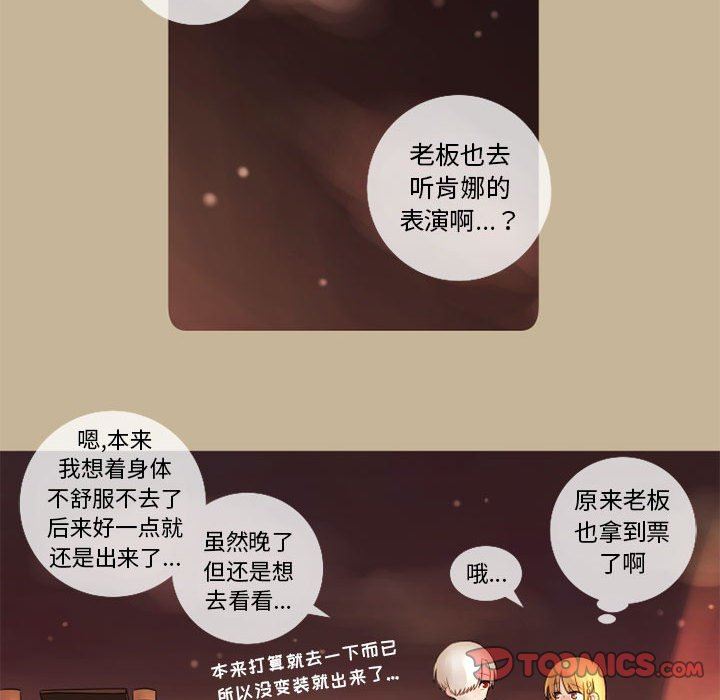 老板也去
听肯娜的
表演啊...？
嗯,本来
我想着身体
不舒服不去了
后来好一点就
还是出来了...
虽然晚了
但还是想
去看看...
哦...
原来老板
也拿到票
了啊
本来打算就去一下而已
所以没变装就出来了...
TOOMICS.COM